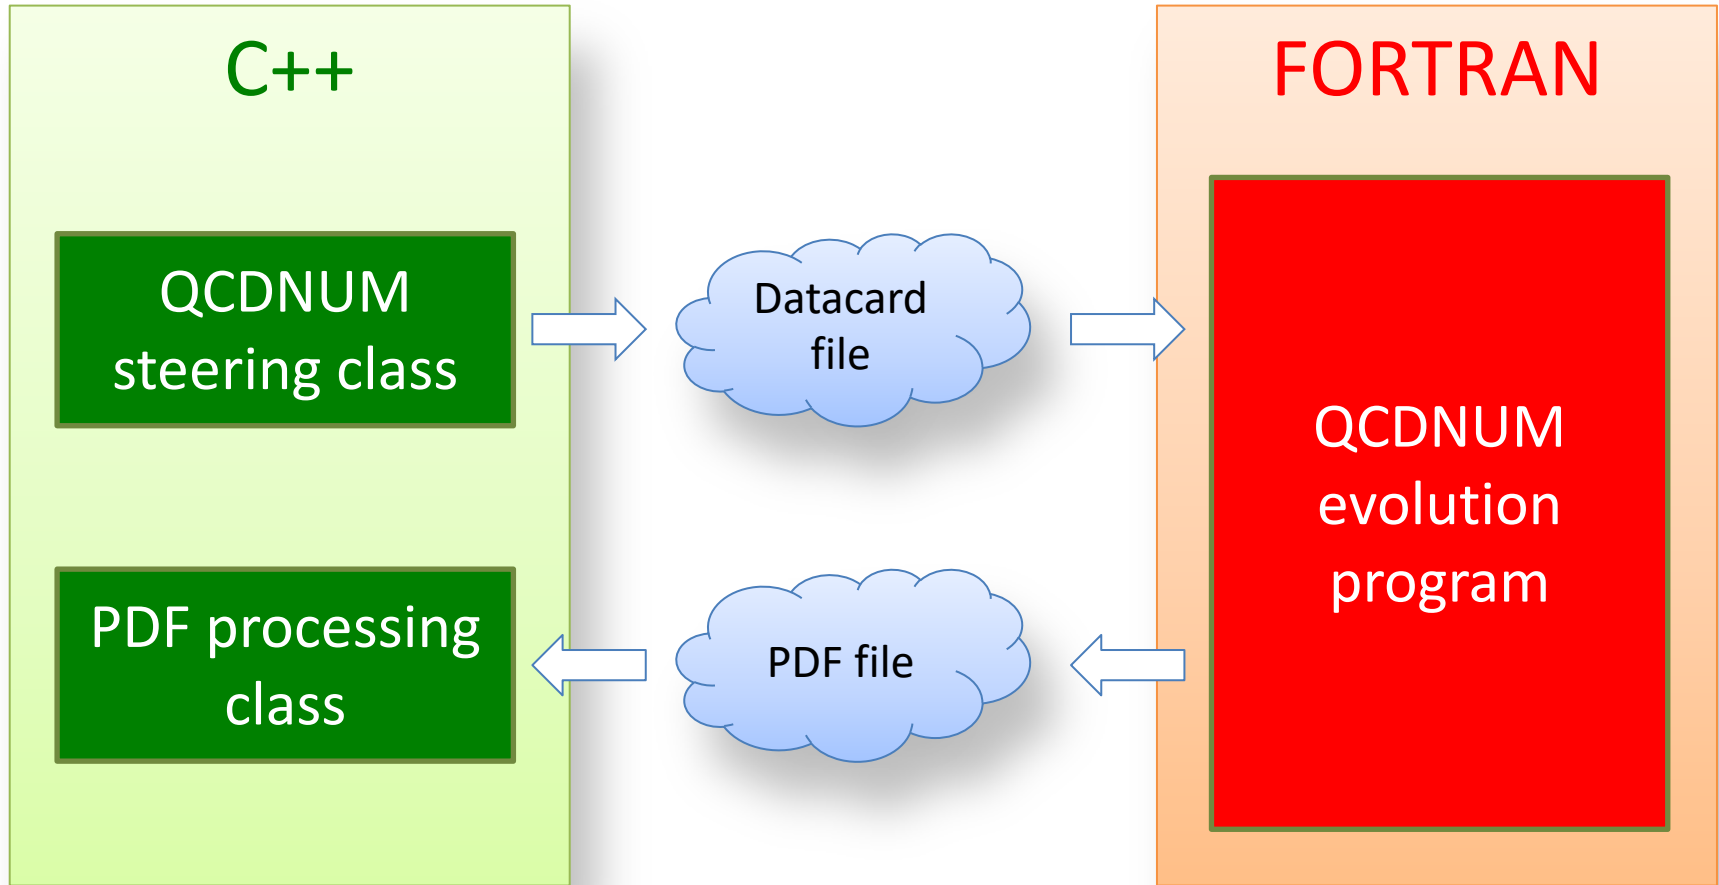 C++
FORTRAN
QCDNUM
steering class
Datacard
file
QCDNUM
evolution
program
PDF processing
class
PDF file